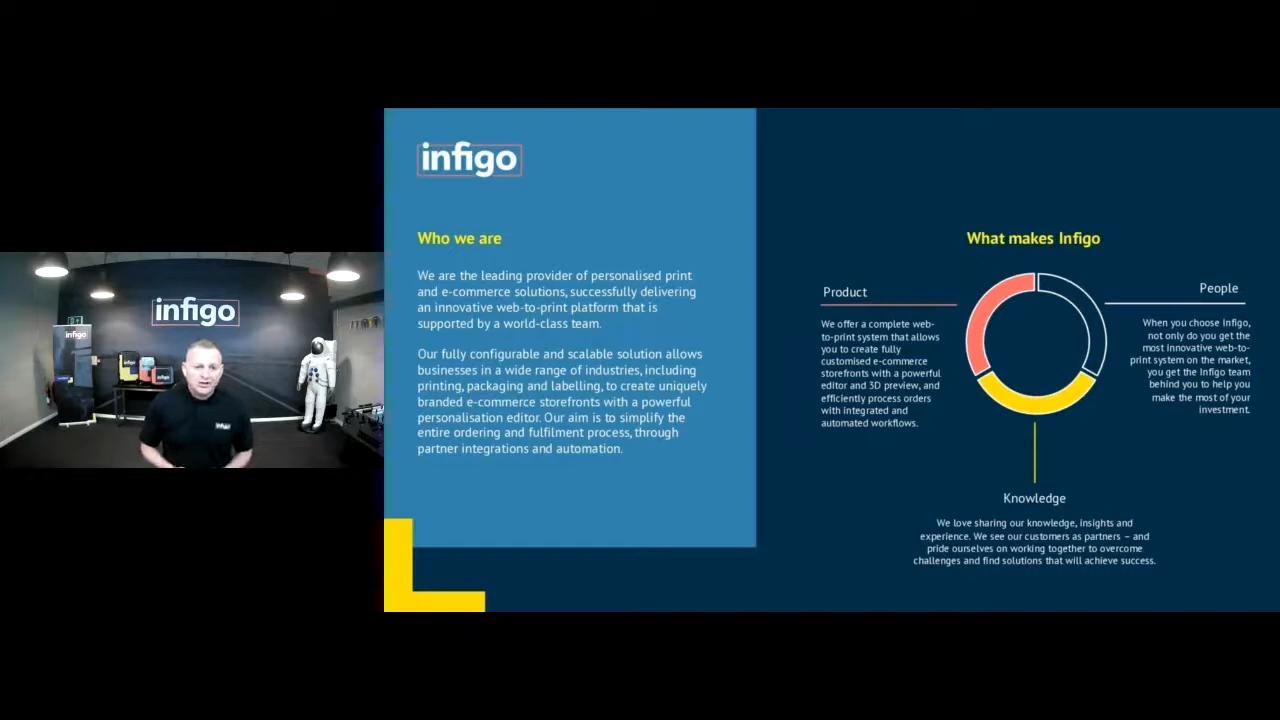 infigo
infigo
infigo
Who we are
We are the leading provider of personalised print
and e-commerce solutions, successfully delivering
an innovative web-to-print platform that is
supported by a world-class team.
Our fully configurable and scalable solution allows
businesses in a wide range of industries, including
printing, packaging and labelling, to create uniquely
branded e-commerce storefronts with a powerful
personalisation editor. Our aim is to simplify the
entire ordering and fulfilment process, through
partner integrations and automation.
What makes Infigo
Product
We offer a complete web-
to-print system that allows
you to create fully
customised e-commerce
storefronts with a powerful
editor and 3D preview, and
efficiently process orders
with integrated and
automated workflows.
People
When you choose Infigo,
not only do you get the
most innovative web-to-
print system on the market,
you get the Infigo team
behind you to help you
make the most of your
investment.
Knowledge
We love sharing our knowledge, insights and
experience. We see our customers as partners – and
pride ourselves on working together to overcome
challenges and find solutions that will achieve success.